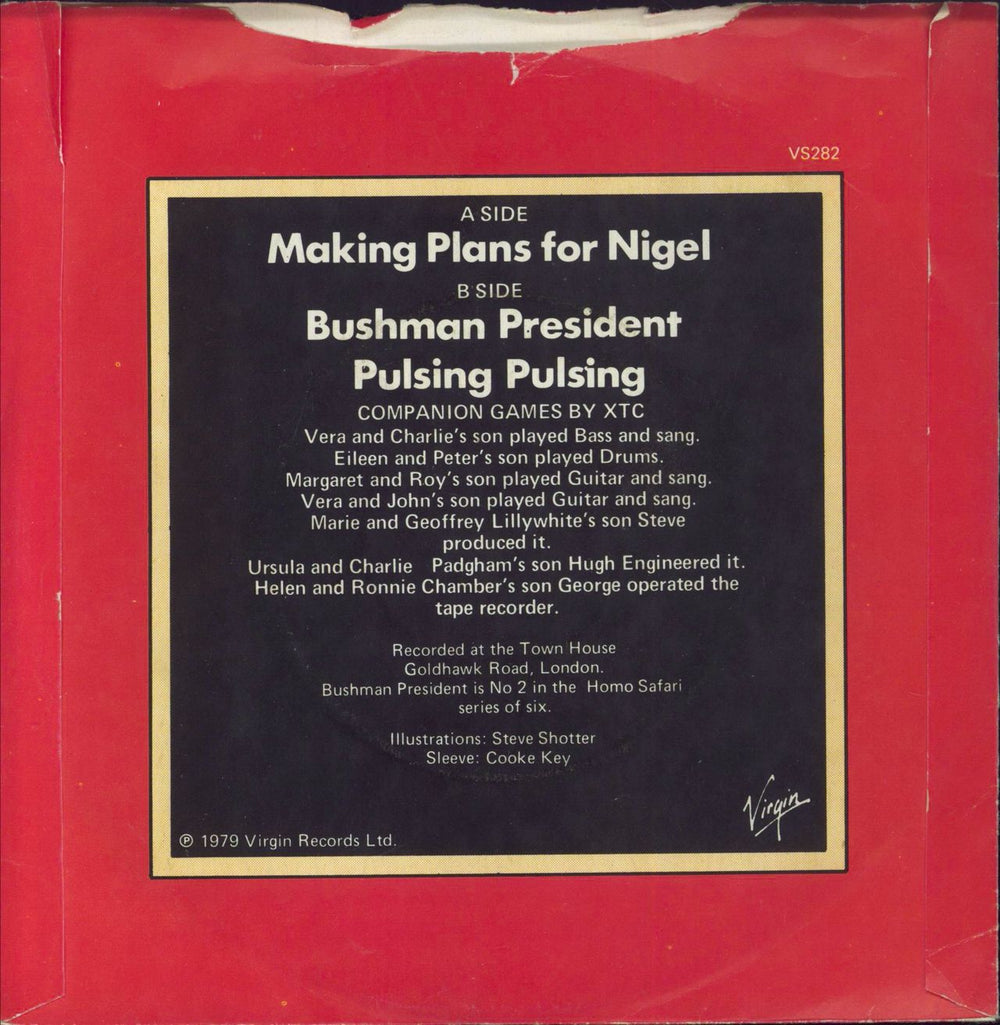 VS282
A SIDE
Making Plans for Nigel
B SIDE
Bushman President
Pulsing Pulsing
COMPANION GAMES BY XTC
Vera and Charlie's son played Bass and sang.
Eileen and Peter's son played Drums.
Margaret and Roy's son played Guitar and sang.
Vera and John's son played Guitar and sang.
Marie and Geoffrey Lillywhite's son Steve
produced it.
Ursula and Charlie Padgham's son Hugh Engineered it.
Helen and Ronnie Chamber's son George operated the
tape recorder.
Recorded at the Town House
Goldhawk Road, London.
Bushman President is No 2 in the Homo Safari
series of six.
Illustrations: Steve Shotter
Sleeve: Cooke Key
Virgin
℗ 1979 Virgin Records Ltd.